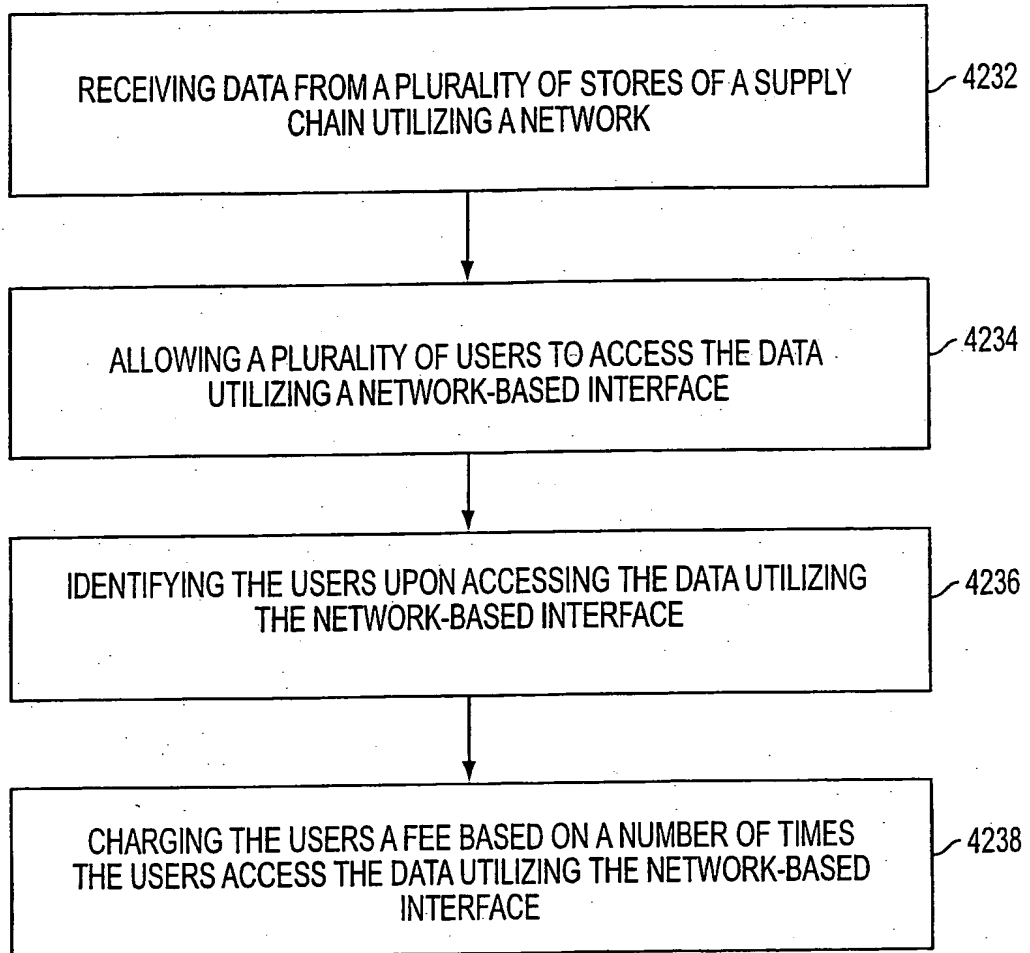 RECEIVING DATA FROM A PLURALITY OF STORES OF A SUPPLY
CHAIN UTILIZING A NETWORK
4232
ALLOWING A PLURALITY OF USERS TO ACCESS THE DATA
UTILIZING A NETWORK-BASED INTERFACE
4234
IDENTIFYING THE USERS UPON ACCESSING THE DATA UTILIZING
THE NETWORK-BASED INTERFACE
4236
CHARGING THE USERS A FEE BASED ON A NUMBER OF TIMES
THE USERS ACCESS THE DATA UTILIZING THE NETWORK-BASED
INTERFACE
4238